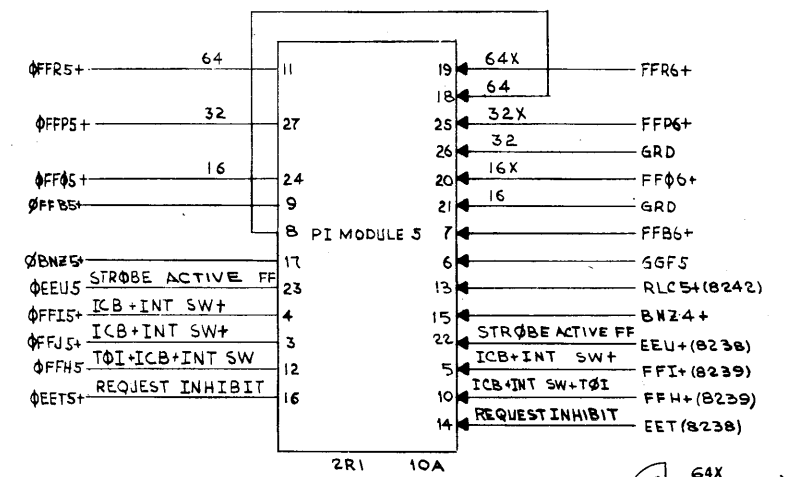 64
φFFR5+ 11
32
φFFP5+ 27
16
φFFφ5+ 24
φFFB5+ 9
8
φBNZ5+ 17
φEEU5 STRφBE ACTIVE FF 23
φFFI5+ ICB+INT SW+ 4
φFFJ5+ ICB+INT SW+ 3
φFFH5 TφI+ICB+INT SW 12
φEET5+ REQUEST INHIBIT 16
PI MODULE 5
19 64X FFR6+
18 64
25 32X FFP6+
26 32 GRD
20 16X FFφ6+
21 16 GRD
7 FFB6+
6 GGF5
13 RLC5+(8242)
15 BNZ4+
22 STRφBE ACTIVE FF EEU+(8238)
5 ICB+INT SW+ FFI+(8239)
10 ICB+INT SW+TφI FFH+(8239)
14 REQUEST INHIBIT EET(8238)
2R1 10A
64X